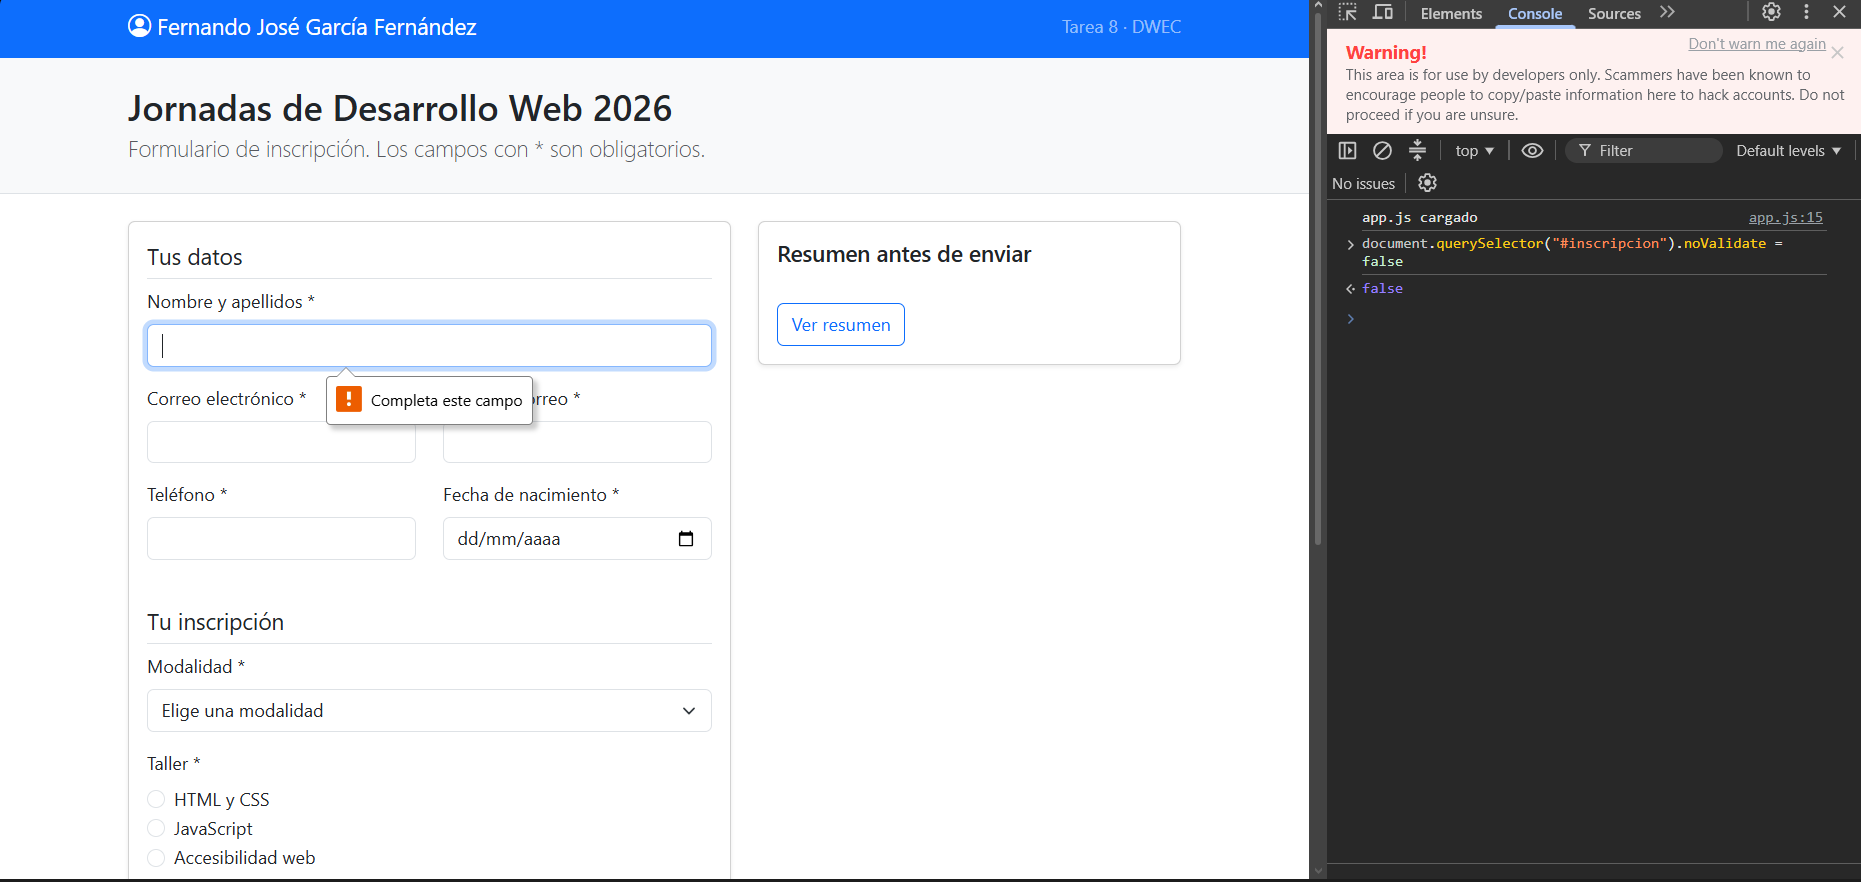 Fernando José García Fernández
Tarea 8 · DWEC
Jornadas de Desarrollo Web 2026
Formulario de inscripción. Los campos con * son obligatorios.
Tus datos
Nombre y apellidos *
Completa este campo
Correo electrónico *
orreo *
Teléfono *
Fecha de nacimiento *
dd/mm/aaaa
Tu inscripción
Modalidad *
Elige una modalidad
Taller *
HTML y CSS
JavaScript
Accesibilidad web
Resumen antes de enviar
Ver resumen
Elements Console Sources
Don't warn me again
Warning!
This area is for use by developers only. Scammers have been known to
encourage people to copy/paste information here to hack accounts. Do not
proceed if you are unsure.
top Filter Default levels
No issues
app.js cargado app.js:15
document.querySelector("#inscripcion").noValidate =
false
false